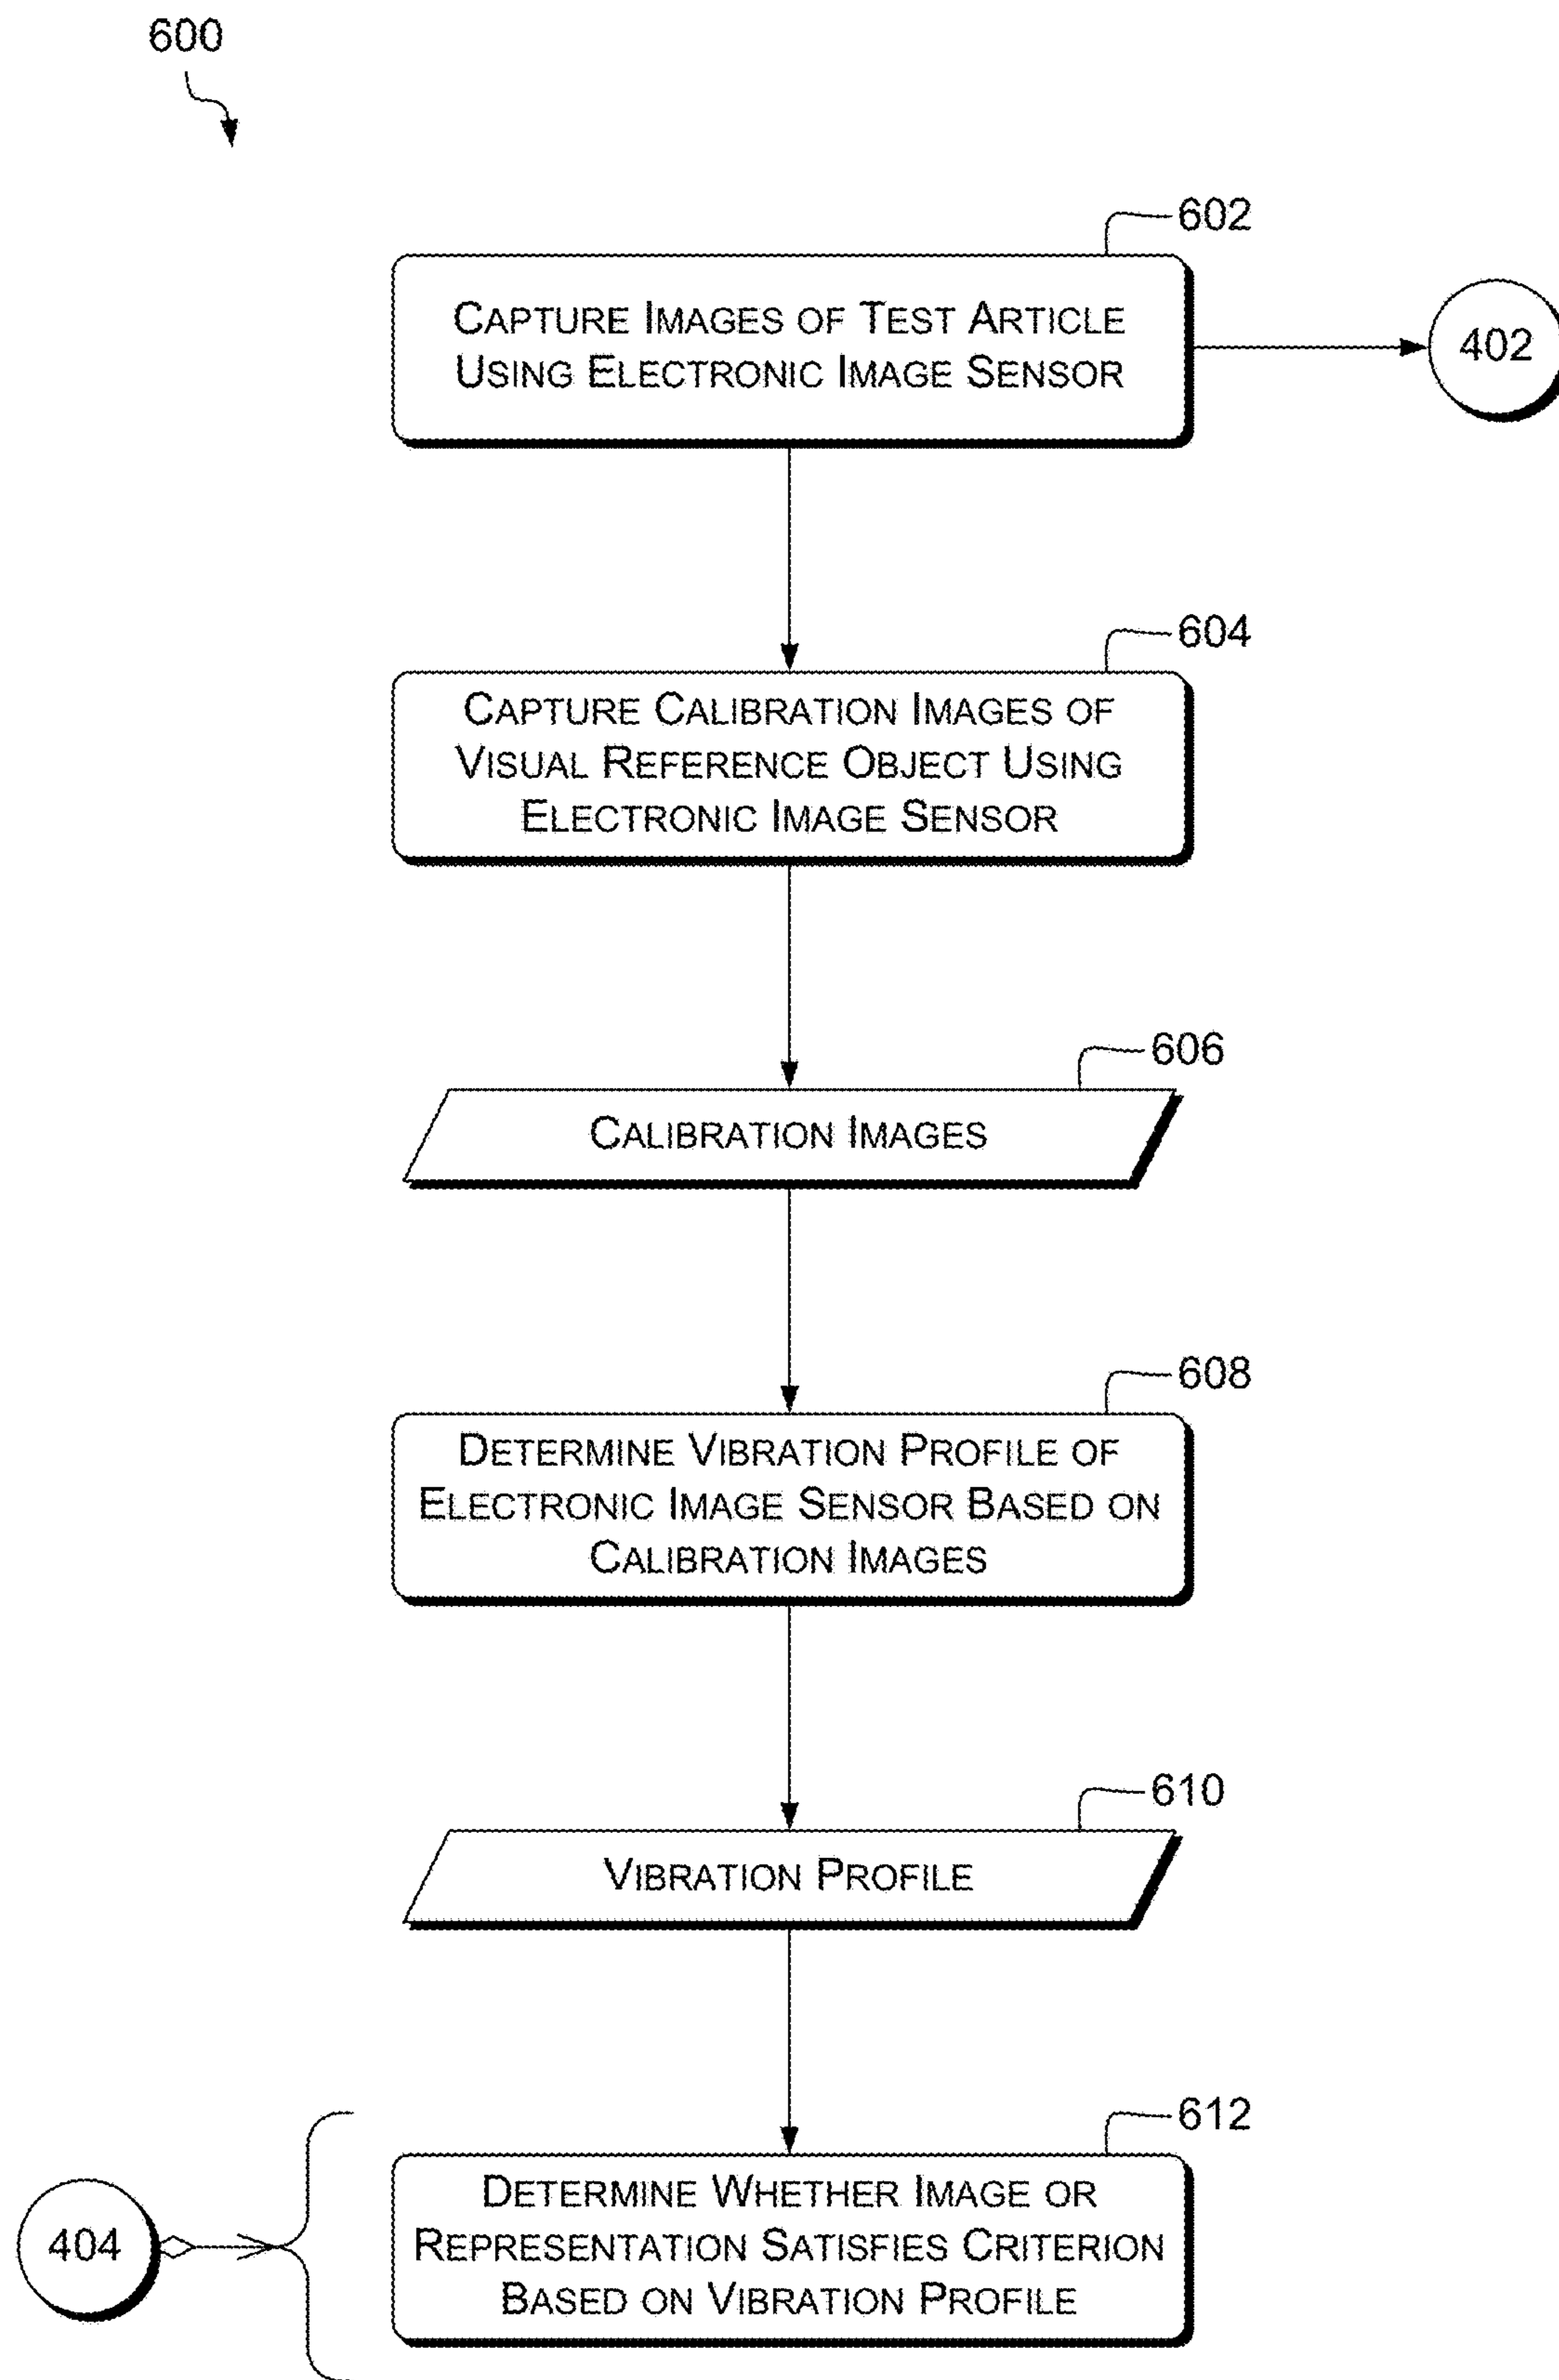 600
602
CAPTURE IMAGES OF TEST ARTICLE
USING ELECTRONIC IMAGE SENSOR
402
604
CAPTURE CALIBRATION IMAGES OF
VISUAL REFERENCE OBJECT USING
ELECTRONIC IMAGE SENSOR
606
CALIBRATION IMAGES
608
DETERMINE VIBRATION PROFILE OF
ELECTRONIC IMAGE SENSOR BASED ON
CALIBRATION IMAGES
610
VIBRATION PROFILE
612
DETERMINE WHETHER IMAGE OR
REPRESENTATION SATISFIES CRITERION
BASED ON VIBRATION PROFILE
404